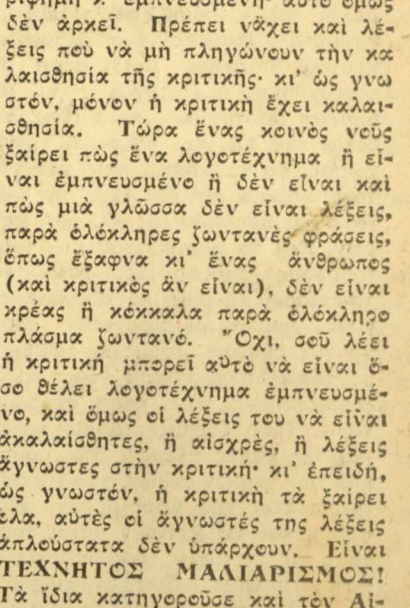 ἐμπνευσμένη· αὐτὸ ὅμως
δὲν ἀρκεῖ. Πρέπει νἄχει καὶ λέ-
ξεις ποὺ νὰ μὴ πληγώνουν τὴν κα
λαισθησία τῆς κριτικῆς· κι' ὡς γνω
στόν, μόνον ἡ κριτικὴ ἔχει καλαι-
σθησία. Τώρα ἕνας κοινὸς νοῦς
ξαίρει πὼς ἕνα λογοτέχνημα ἢ εἶ-
ναι ἐμπνευσμένο ἢ δὲν εἶναι καὶ
πὼς μιὰ γλῶσσα δὲν εἶναι λέξεις,
παρὰ ὁλόκληρες ζωντανὲς φράσεις,
ὅπως ἔξαφνα κι' ἕνας ἄνθρωπος
(καὶ κριτικὸς ἂν εἶναι), δὲν εἶναι
κρέας ἢ κόκκαλα παρὰ ὁλόκληρο
πλάσμα ζωντανό. Ὄχι, σοῦ λέει
ἡ κριτική μπορεῖ αὐτὸ νὰ εἶναι ὅ-
σο θέλει λογοτέχνημα ἐμπνευσμέ-
νο, καὶ ὅμως οἱ λέξεις του νὰ εἶναι
ἀκαλαίσθητες, ἢ αἰσχρές, ἢ λέξεις
ἄγνωστες στὴν κριτική· κι' ἐπειδή,
ὡς γνωστόν, ἡ κριτικὴ τὰ ξαίρει
ὅλα, αὐτὲς οἱ ἄγνωστές της λέξεις
ἁπλούστατα δὲν ὑπάρχουν. Εἶναι
ΤΕΧΝΗΤΟΣ ΜΑΛΙΑΡΙΣΜΟΣ!
Τὰ ἴδια κατηγοροῦσε καὶ τὸν Αἰ-